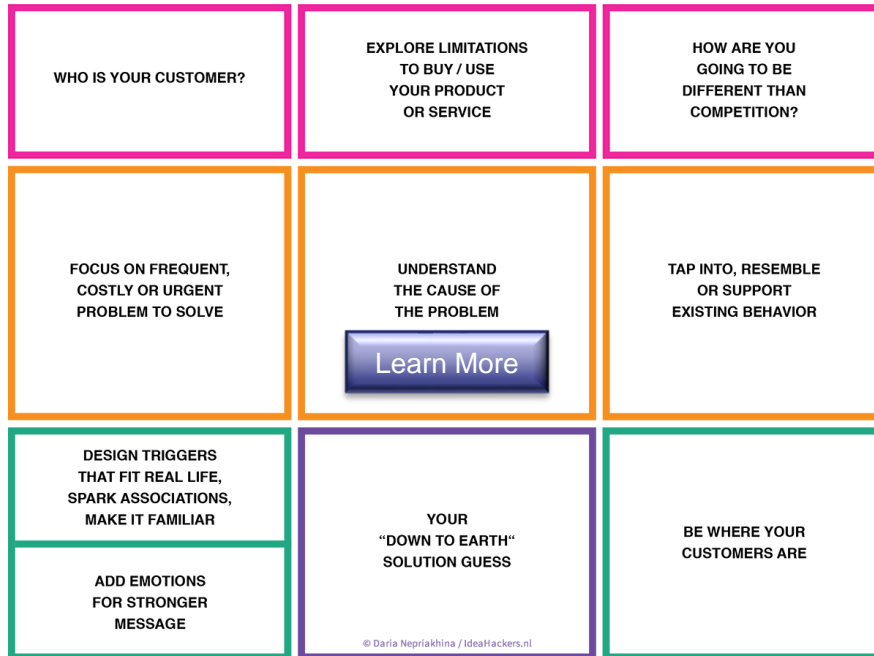 WHO IS YOUR CUSTOMER?
EXPLORE LIMITATIONS
TO BUY / USE
YOUR PRODUCT
OR SERVICE
HOW ARE YOU
GOING TO BE
DIFFERENT THAN
COMPETITION?
FOCUS ON FREQUENT,
COSTLY OR URGENT
PROBLEM TO SOLVE
UNDERSTAND
THE CAUSE OF
THE PROBLEM
Learn More
TAP INTO, RESEMBLE
OR SUPPORT
EXISTING BEHAVIOR
DESIGN TRIGGERS
THAT FIT REAL LIFE,
SPARK ASSOCIATIONS,
MAKE IT FAMILIAR
ADD EMOTIONS
FOR STRONGER
MESSAGE
YOUR
“DOWN TO EARTH“
SOLUTION GUESS
© Daria Nepriakhina / IdeaHackers.nl
BE WHERE YOUR
CUSTOMERS ARE